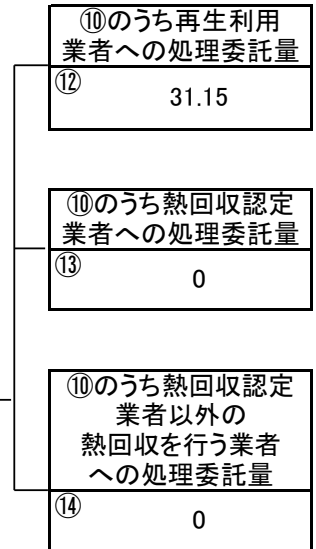 ⑩のうち再生利用
業者への処理委託量
⑫
31.15
⑩のうち熱回収認定
業者への処理委託量
⑬
0
⑩のうち熱回収認定
業者以外の
熱回収を行う業者
への処理委託量
⑭
0